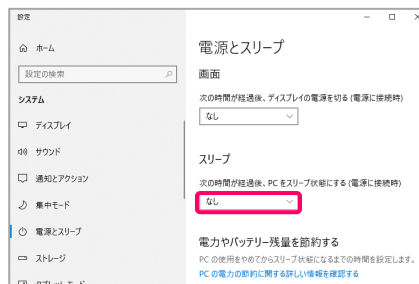 設定
ホーム
設定の検索
システム
ディスプレイ
サウンド
通知とアクション
集中モード
電源とスリープ
ストレージ
電源とスリープ
画面
次の時間が経過後、ディスプレイの電源を切る (電源に接続時)
なし
スリープ
次の時間が経過後、PC をスリープ状態にする (電源に接続時)
なし
電力やバッテリー残量を節約する
PC の使用をやめてからスリープ状態になるまでの時間を設定します。
PC の電力の節約に関する詳しい情報を確認する